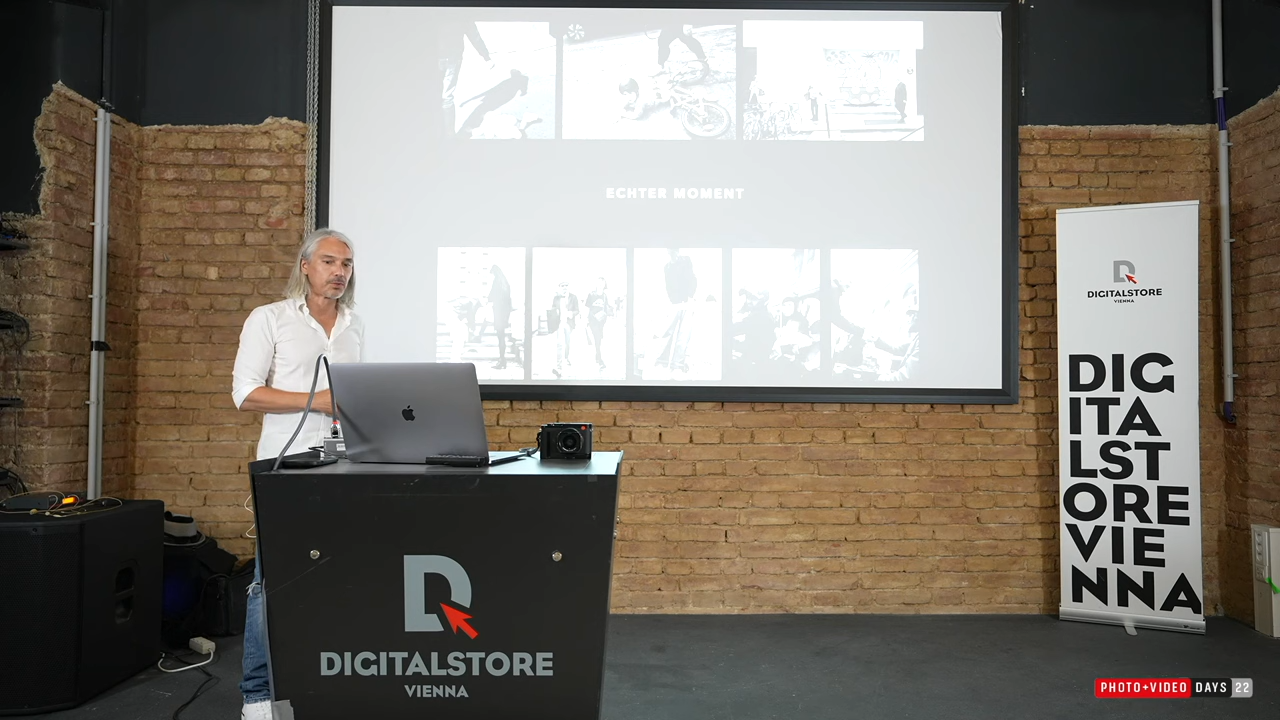 ECHTER MOMENT
DIGITALSTORE
VIENNA
DIG
ITA
LST
ORE
VIE
NNA
DIGITALSTORE
VIENNA
PHOTO+VIDEO DAYS 22